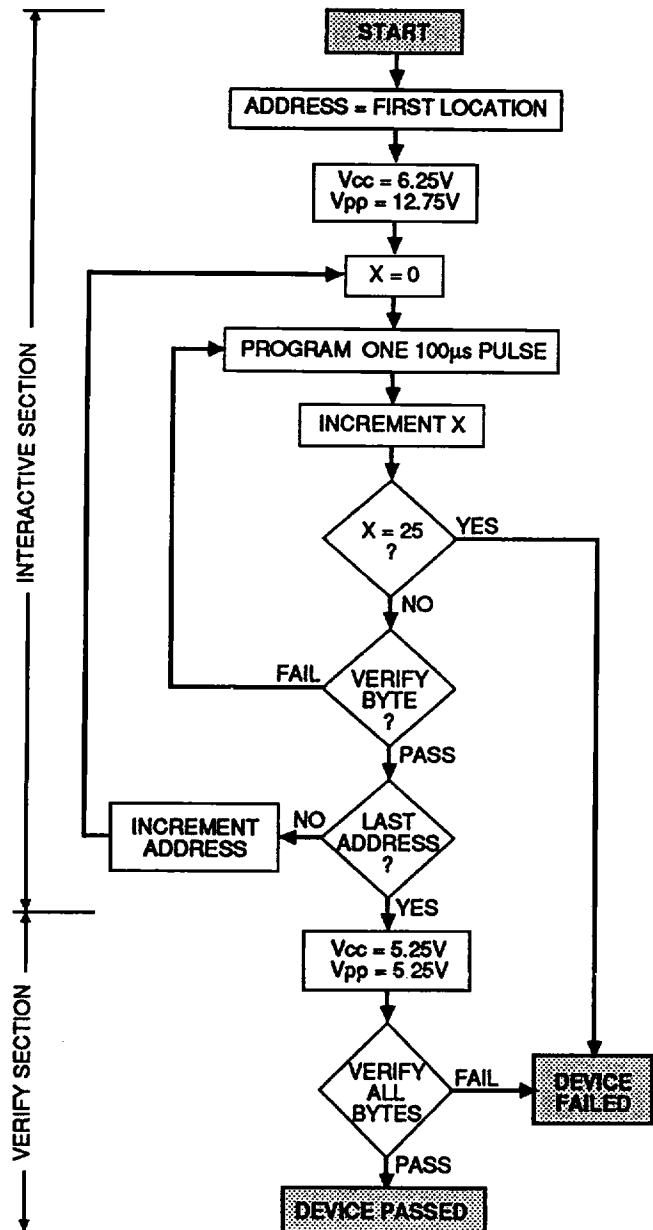 START
ADDRESS = FIRST LOCATION
Vcc = 6.25V
Vpp = 12.75V
X = 0
PROGRAM ONE 100µs PULSE
INCREMENT X
X = 25
?
YES
NO
FAIL
VERIFY
BYTE
?
PASS
INCREMENT
ADDRESS
NO
LAST
ADDRESS
?
YES
Vcc = 5.25V
Vpp = 5.25V
VERIFY
ALL
BYTES
FAIL
DEVICE
FAILED
PASS
DEVICE PASSED
INTERACTIVE SECTION
VERIFY SECTION